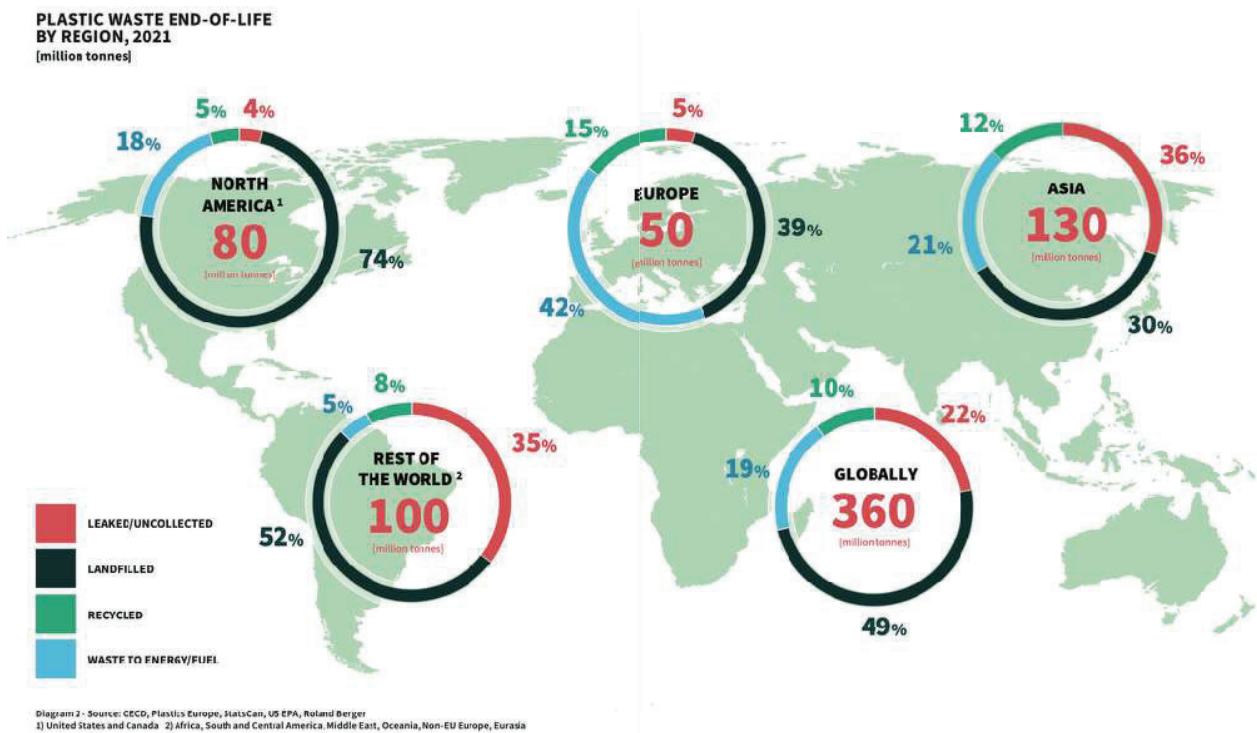 PLASTIC WASTE END-OF-LIFE
BY REGION, 2021
[million tonnes]
5%
4%
18%
NORTH
AMERICA 1
80
[million tonnes]
74%
15%
5%
EUROPE
50
[million tonnes]
39%
42%
12%
36%
ASIA
130
[million tonnes]
21%
30%
8%
5%
35%
REST OF
THE WORLD 2
100
[million tonnes]
52%
10%
22%
19%
GLOBALLY
360
[million tonnes]
49%
LEAKED/UNCOLLECTED
LANDFILLED
RECYCLED
WASTE TO ENERGY/FUEL
Diagram 2 - Source: OECD, Plastics Europe, StatsCan, US EPA, Roland Berger
1) United States and Canada 2) Africa, South and Central America, Middle East, Oceania, Non-EU Europe, Eurasia